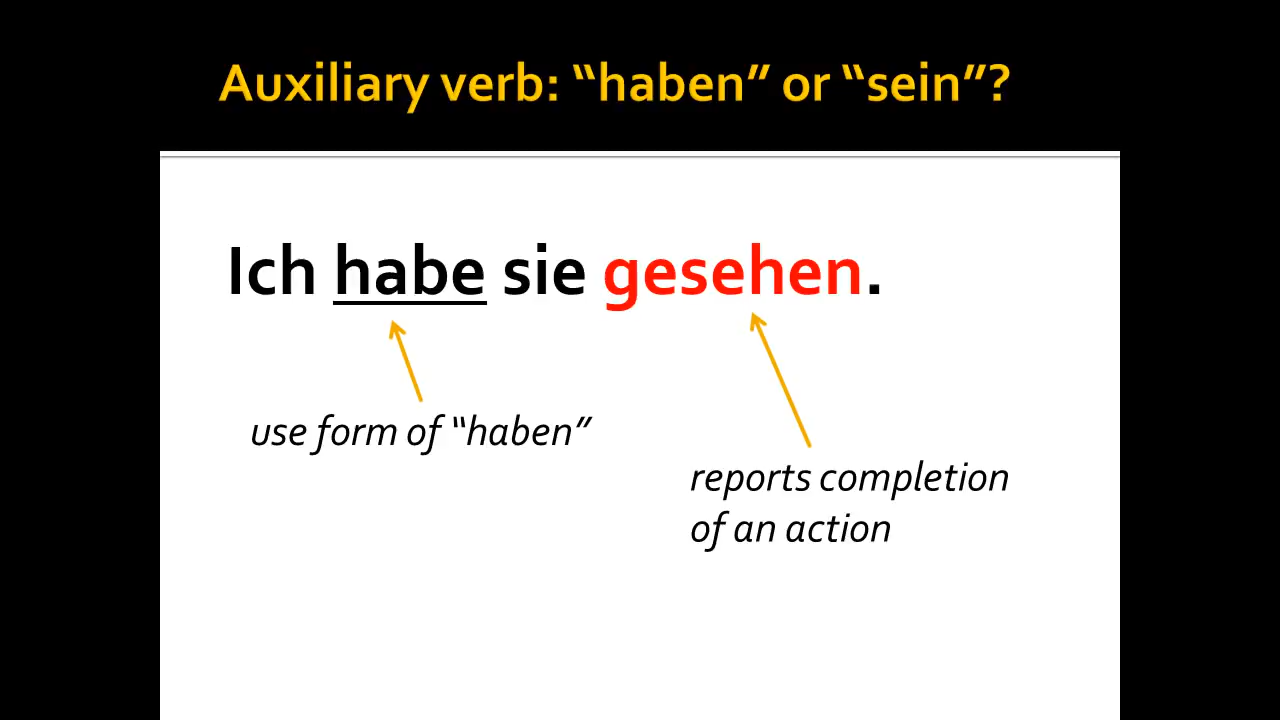 Auxiliary verb: “haben” or “sein”?
Ich habe sie gesehen.
use form of “haben”
reports completion
of an action